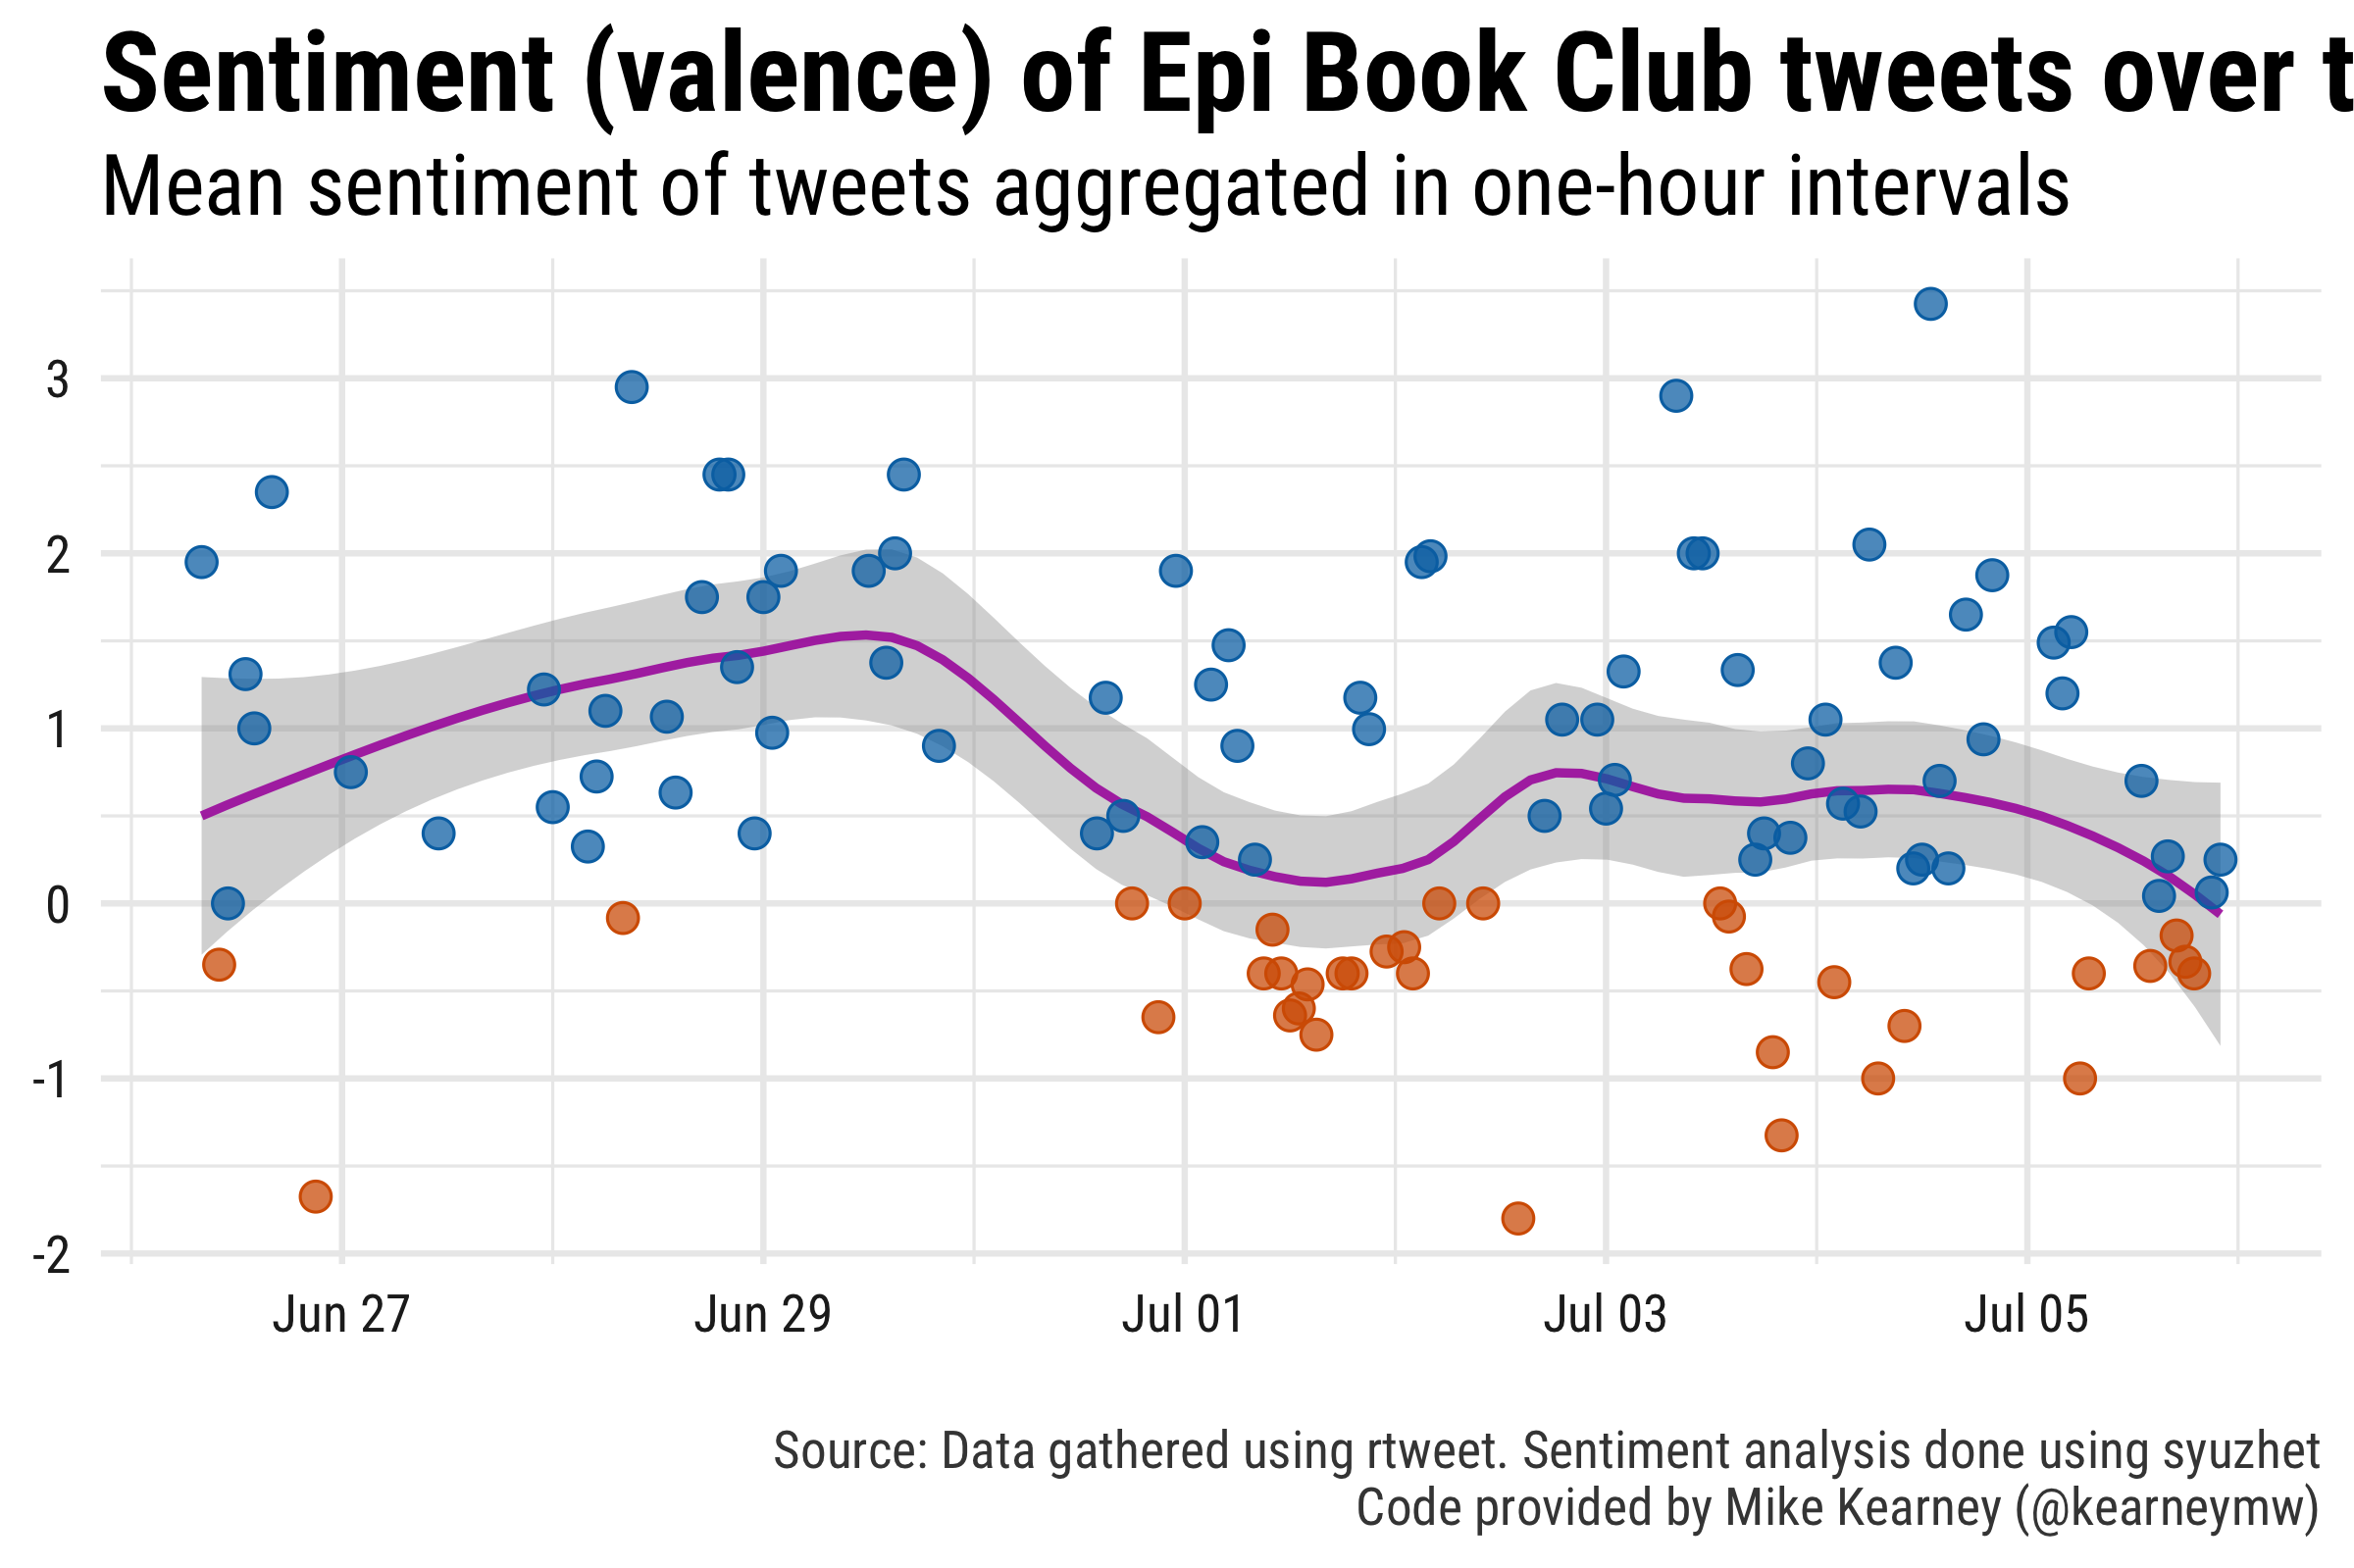 Sentiment (valence) of Epi Book Club tweets over t
Mean sentiment of tweets aggregated in one-hour intervals
3
2
1
0
-1
-2
Jun 27 Jun 29 Jul 01 Jul 03 Jul 05
Source: Data gathered using rtweet. Sentiment analysis done using syuzhet
Code provided by Mike Kearney (@kearneymw)